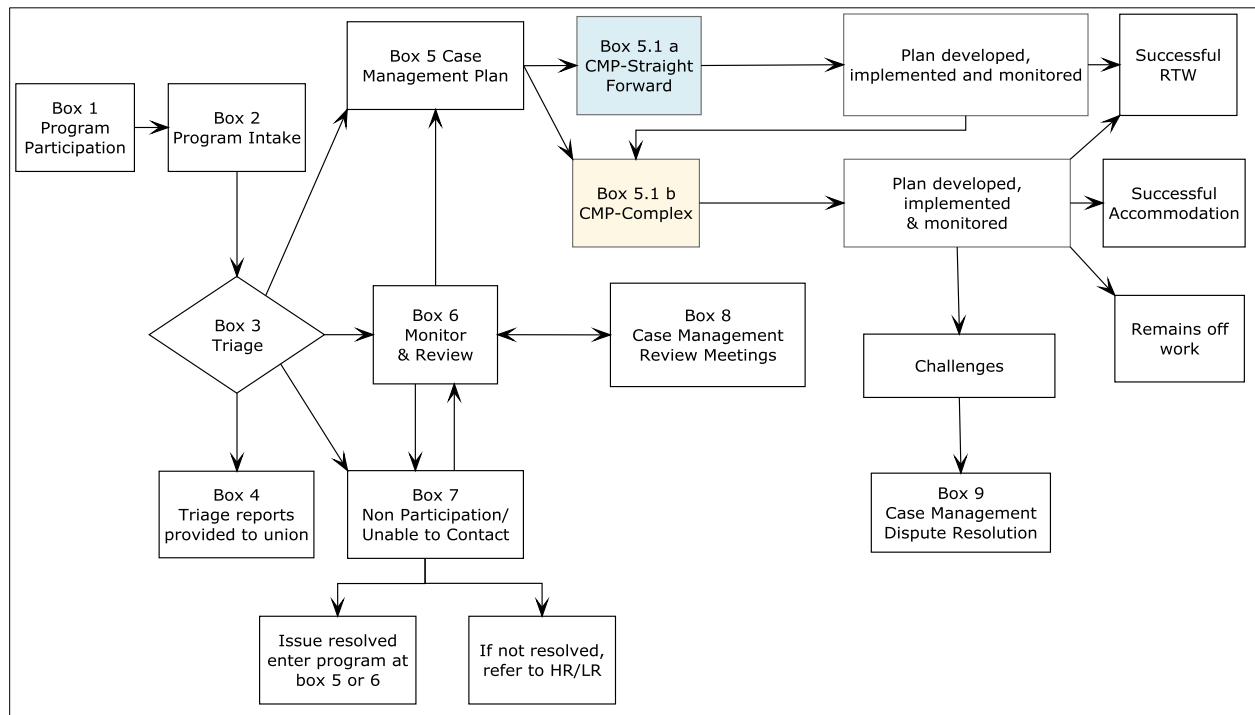 Box 1
Program
Participation
Box 2
Program Intake
Box 3
Triage
Box 4
Triage reports
provided to union
Box 5 Case
Management Plan
Box 5.1 a
CMP-Straight
Forward
Plan developed,
implemented and monitored
Successful
RTW
Box 5.1 b
CMP-Complex
Plan developed,
implemented
& monitored
Successful
Accommodation
Remains off
work
Box 6
Monitor
& Review
Box 8
Case Management
Review Meetings
Challenges
Box 7
Non Participation/
Unable to Contact
Box 9
Case Management
Dispute Resolution
Issue resolved
enter program at
box 5 or 6
If not resolved,
refer to HR/LR